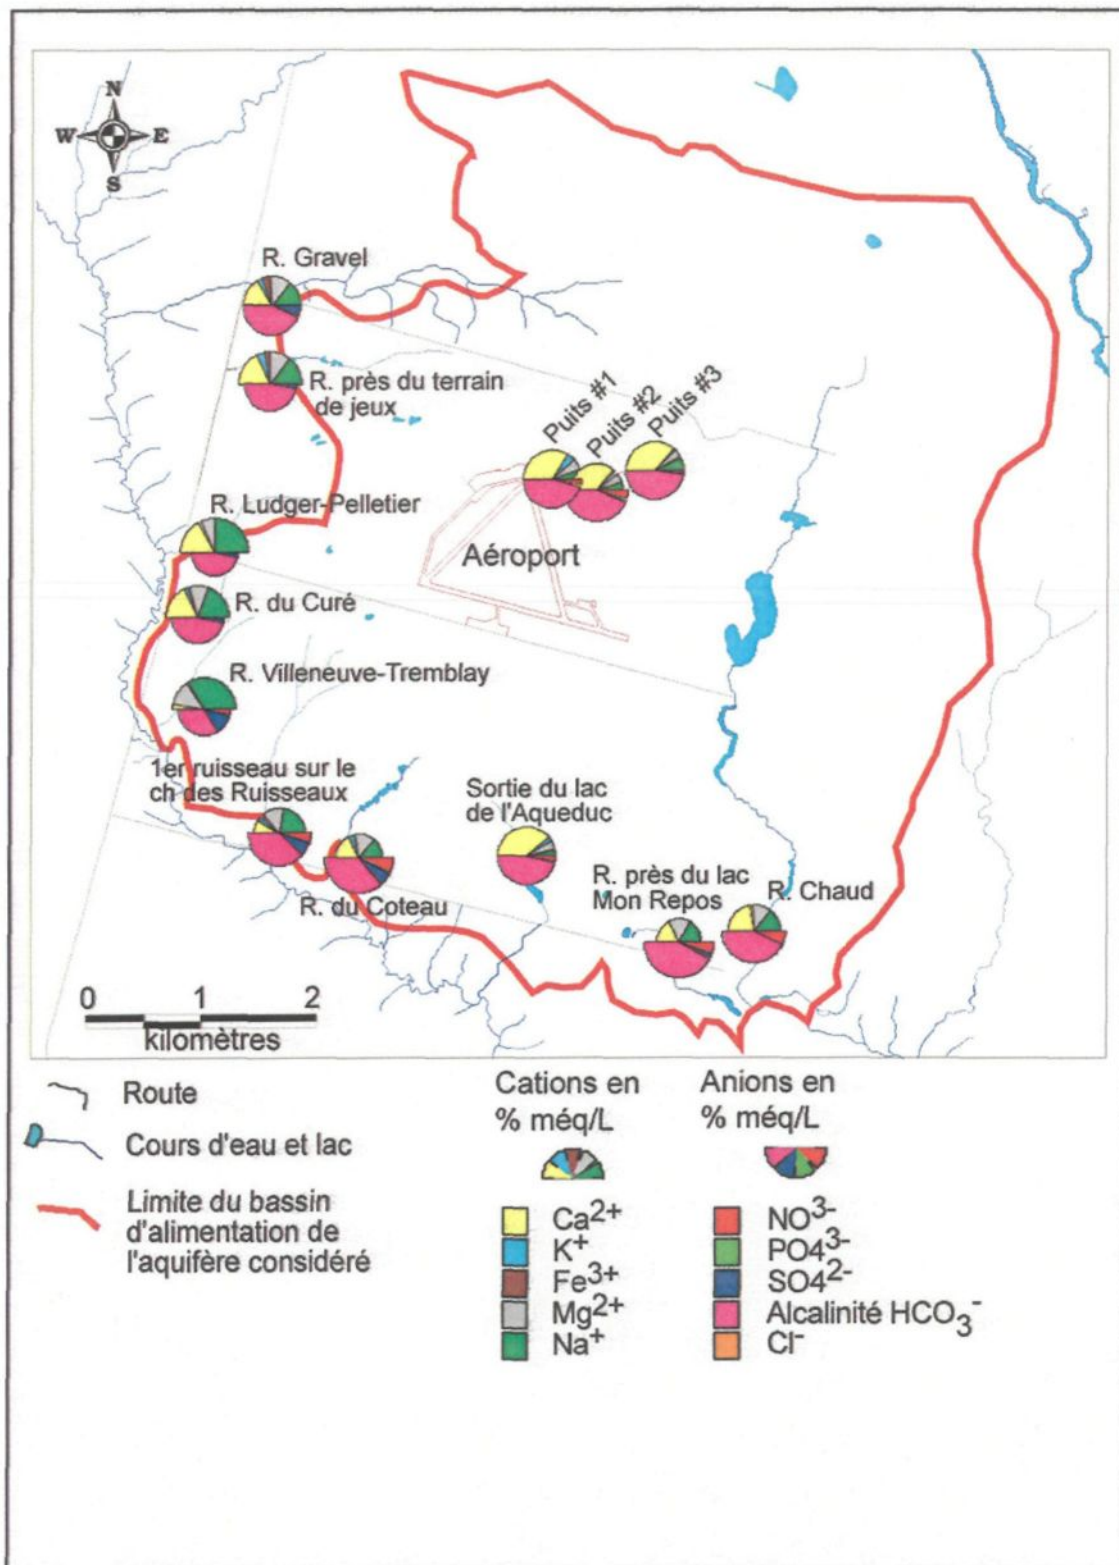 N
W E
S
R. Gravel
R. près du terrain
de jeux
Puits #1
Puits #2
Puits #3
R. Ludger-Pelletier
Aéroport
R. du Curé
R. Villeneuve-Tremblay
1er ruisseau sur le
ch des Ruisseaux
Sortie du lac
de l'Aqueduc
R. du Coteau
R. près du lac
Mon Repos
R. Chaud
0 1 2
kilomètres
Route
Cours d'eau et lac
Limite du bassin
d'alimentation de
l'aquifère considéré
Cations en
% méq/L
Ca2+
K+
Fe3+
Mg2+
Na+
Anions en
% méq/L
NO3-
PO43-
SO42-
Alcalinité HCO3-
Cl-